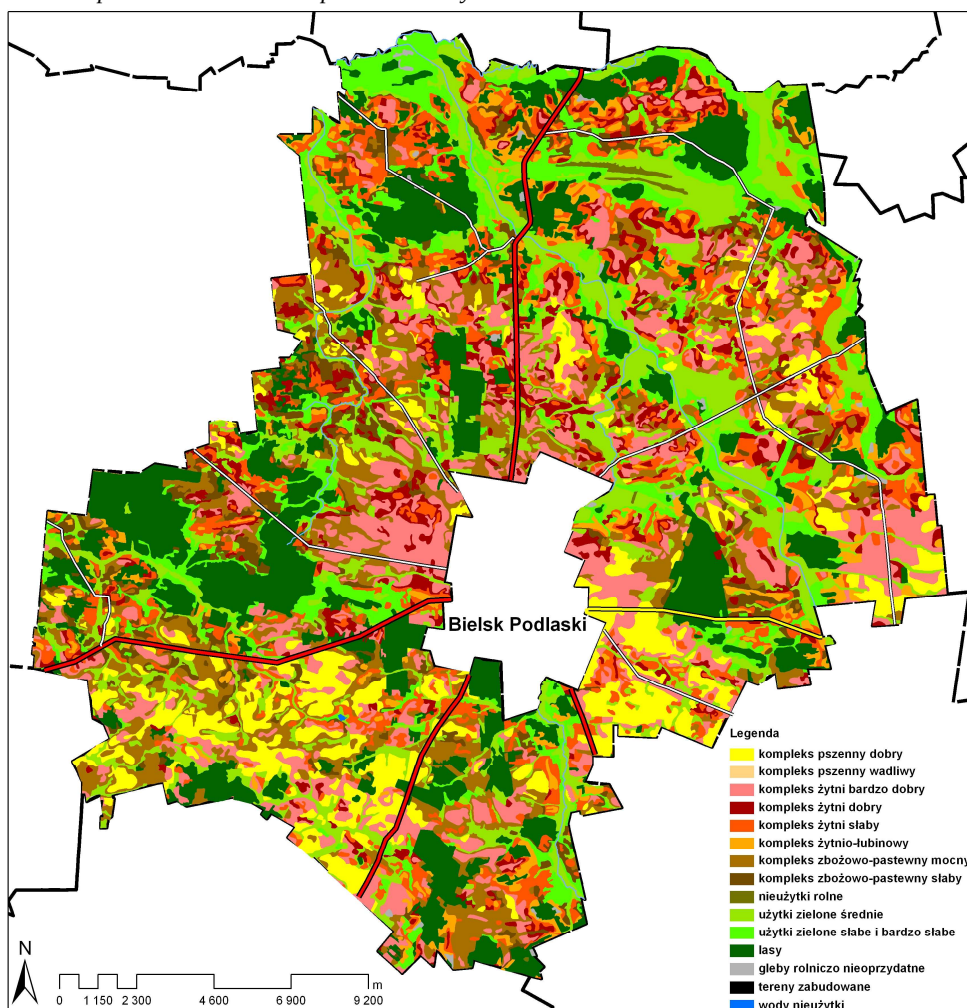 Bielsk Podlaski
Legenda
kompleks pszenny dobry
kompleks pszenny wadliwy
kompleks żytni bardzo dobry
kompleks żytni dobry
kompleks żytni słaby
kompleks żytnio-łubinowy
kompleks zbożowo-pastewny mocny
kompleks zbożowo-pastewny słaby
nieużytki rolne
użytki zielone średnie
użytki zielone słabe i bardzo słabe
lasy
gleby rolniczo nieoprzydatne
tereny zabudowane
wody nieużytki
N
m
0 1 150 2 300 4 600 6 900 9 200